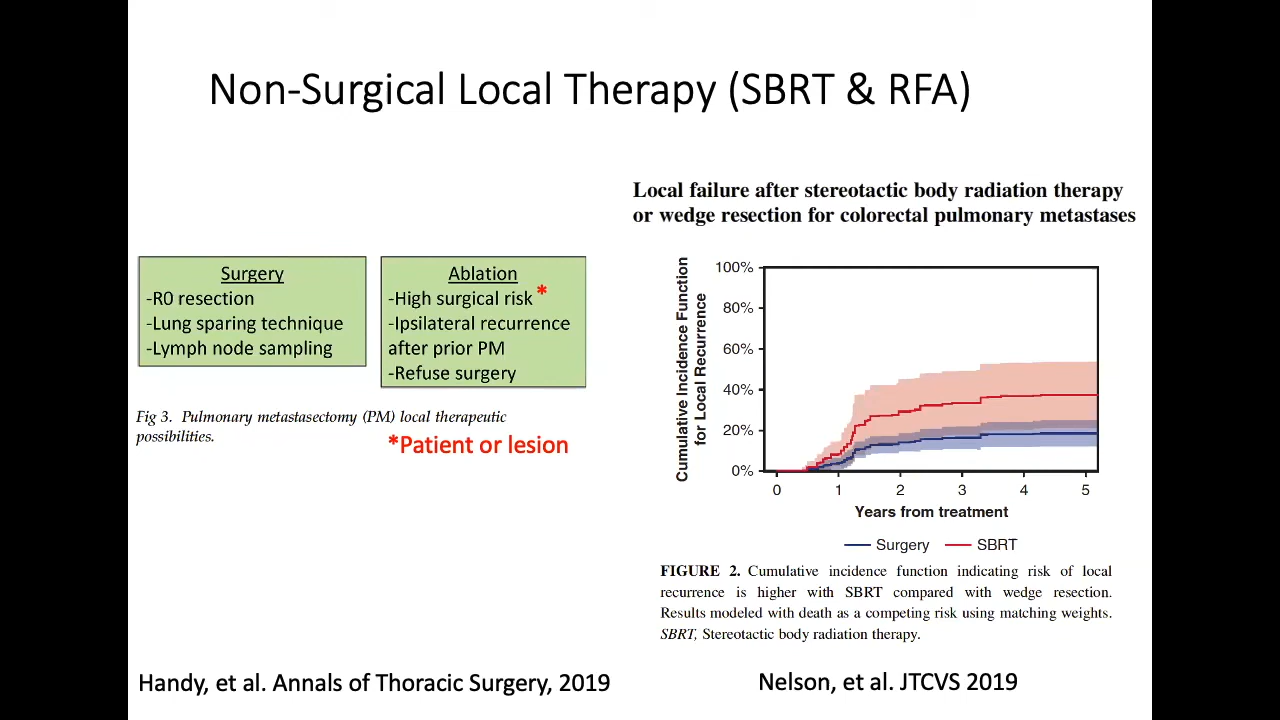 Non-Surgical Local Therapy (SBRT & RFA)
Surgery
-R0 resection
-Lung sparing technique
-Lymph node sampling
Ablation
-High surgical risk *
-Ipsilateral recurrence
after prior PM
-Refuse surgery
Fig 3. Pulmonary metastasectomy (PM) local therapeutic
possibilities.
*Patient or lesion
Handy, et al. Annals of Thoracic Surgery, 2019
Local failure after stereotactic body radiation therapy
or wedge resection for colorectal pulmonary metastases
Cumulative Incidence Function
for Local Recurrence
100%
80%
60%
40%
20%
0%
0 1 2 3 4 5
Years from treatment
Surgery SBRT
FIGURE 2. Cumulative incidence function indicating risk of local
recurrence is higher with SBRT compared with wedge resection.
Results modeled with death as a competing risk using matching weights.
SBRT, Stereotactic body radiation therapy.
Nelson, et al. JTCVS 2019